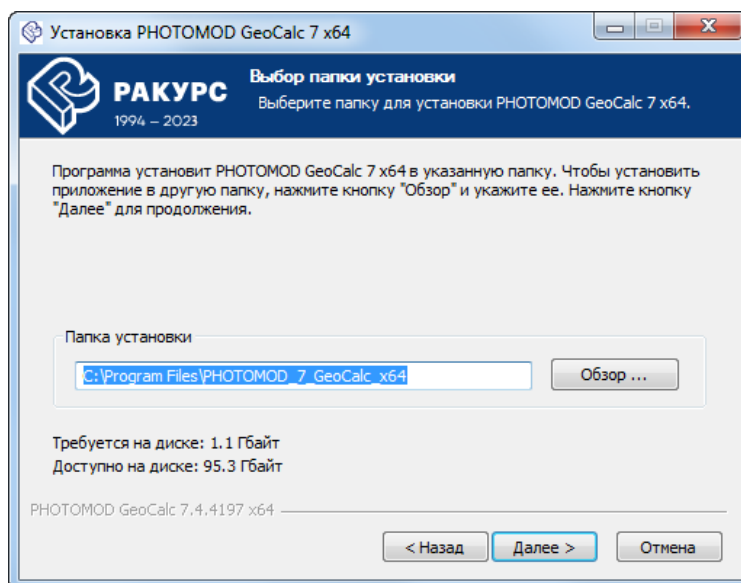 Установка PHOTOMOD GeoCalc 7 x64
РАКУРС
1994 – 2023
Выбор папки установки
Выберите папку для установки PHOTOMOD GeoCalc 7 x64.
Программа установит PHOTOMOD GeoCalc 7 x64 в указанную папку. Чтобы установить
приложение в другую папку, нажмите кнопку "Обзор" и укажите ее. Нажмите кнопку
"Далее" для продолжения.
Папка установки
C:\Program Files\PHOTOMOD_7_GeoCalc_x64
Обзор ...
Требуется на диске: 1.1 Гбайт
Доступно на диске: 95.3 Гбайт
PHOTOMOD GeoCalc 7.4.4197 x64
< Назад
Далее >
Отмена